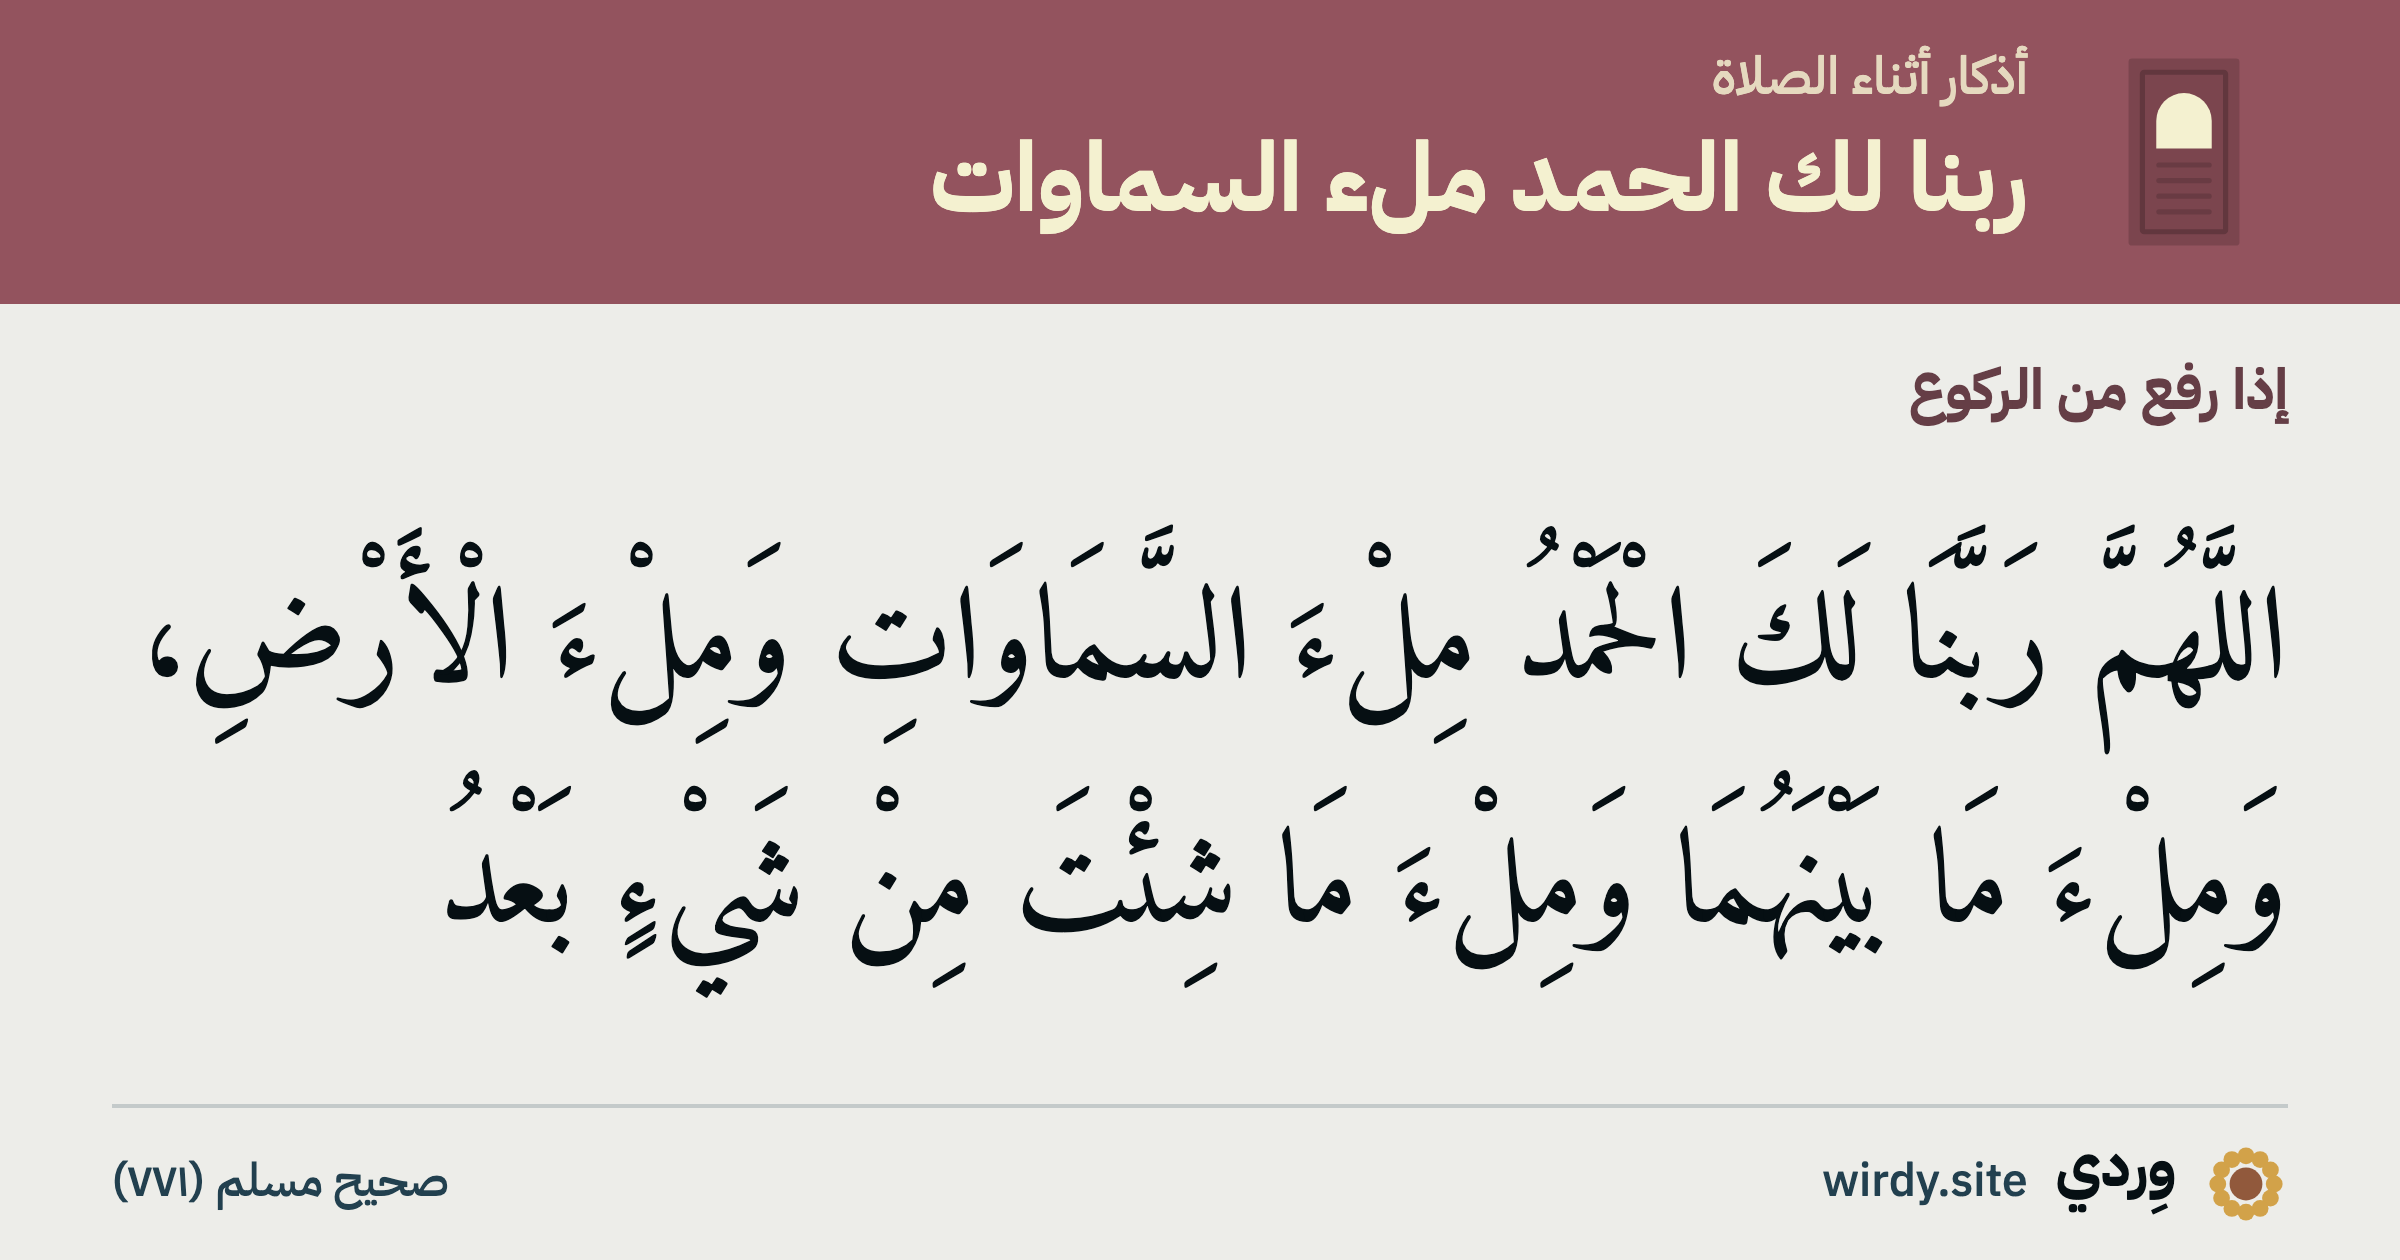 أذكار أثناء الصلاة
ربنا لك الحمد ملء السماوات
إذا رفع من الركوع
اللَّهُمَّ رَبَّنَا لَكَ الْحَمْدُ مِلْءَ السَّمَاوَاتِ وَمِلْءَ الْأَرْضِ،
وَمِلْءَ مَا بَيْنَهُمَا وَمِلْءَ مَا شِئْتَ مِنْ شَيْءٍ بَعْدُ
وِردي wirdy.site
صحيح مسلم (٧٧١)